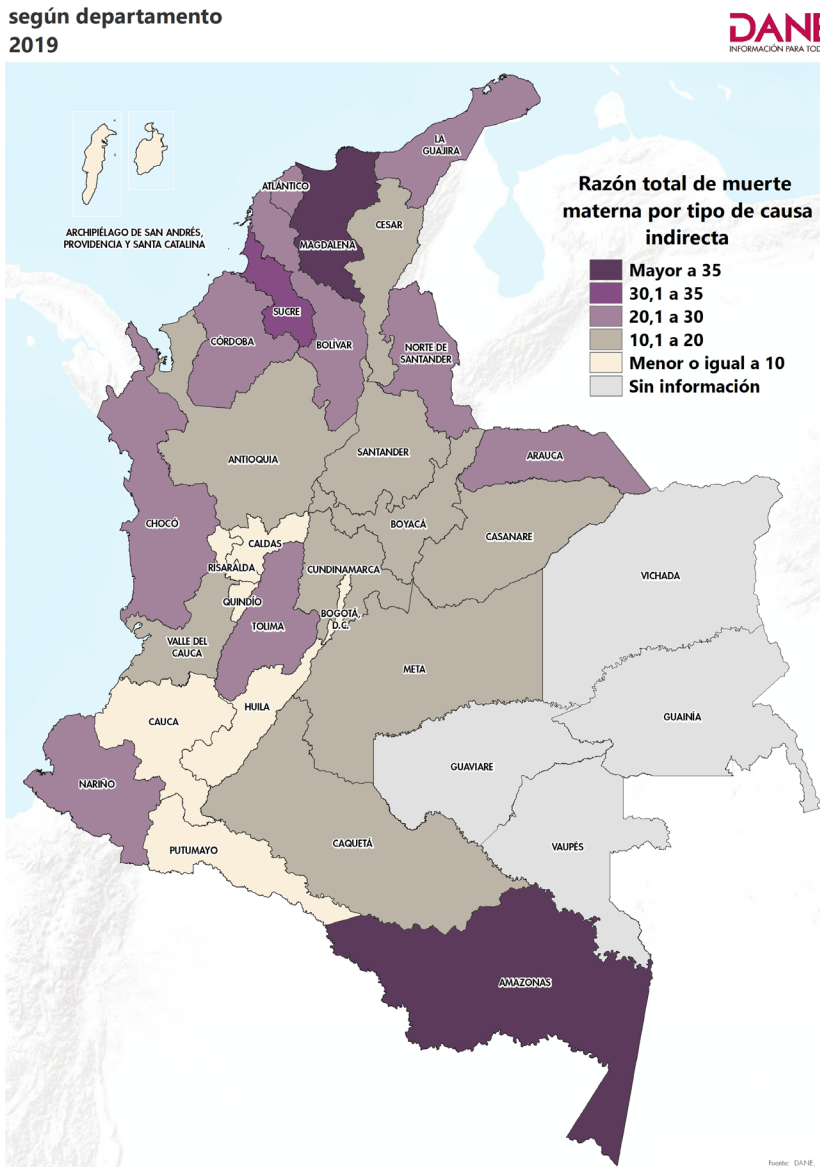 según departamento
2019
DANE
INFORMACIÓN PARA TOD
Razón total de muerte
materna por tipo de causa
indirecta
Mayor a 35
30,1 a 35
20,1 a 30
10,1 a 20
Menor o igual a 10
Sin información
ARCHIPIÉLAGO DE SAN ANDRÉS,
PROVIDENCIA Y SANTA CATALINA
LA
GUAJIRA
ATLÁNTICO
CESAR
MAGDALENA
SUCRE
CÓRDOBA
BOLÍVAR
NORTE DE
SANTANDER
ANTIOQUIA
SANTANDER
ARAUCA
CHOCÓ
BOYACÁ
CASANARE
CALDAS
RISARALDA
CUNDINAMARCA
VICHADA
QUINDÍO
BOGOTÁ,
D.C.
TOLIMA
VALLE DEL
CAUCA
META
HUILA
CAUCA
GUAINÍA
GUAVIARE
NARIÑO
CAQUETÁ
VAUPÉS
PUTUMAYO
AMAZONAS
Fuente: DANE,